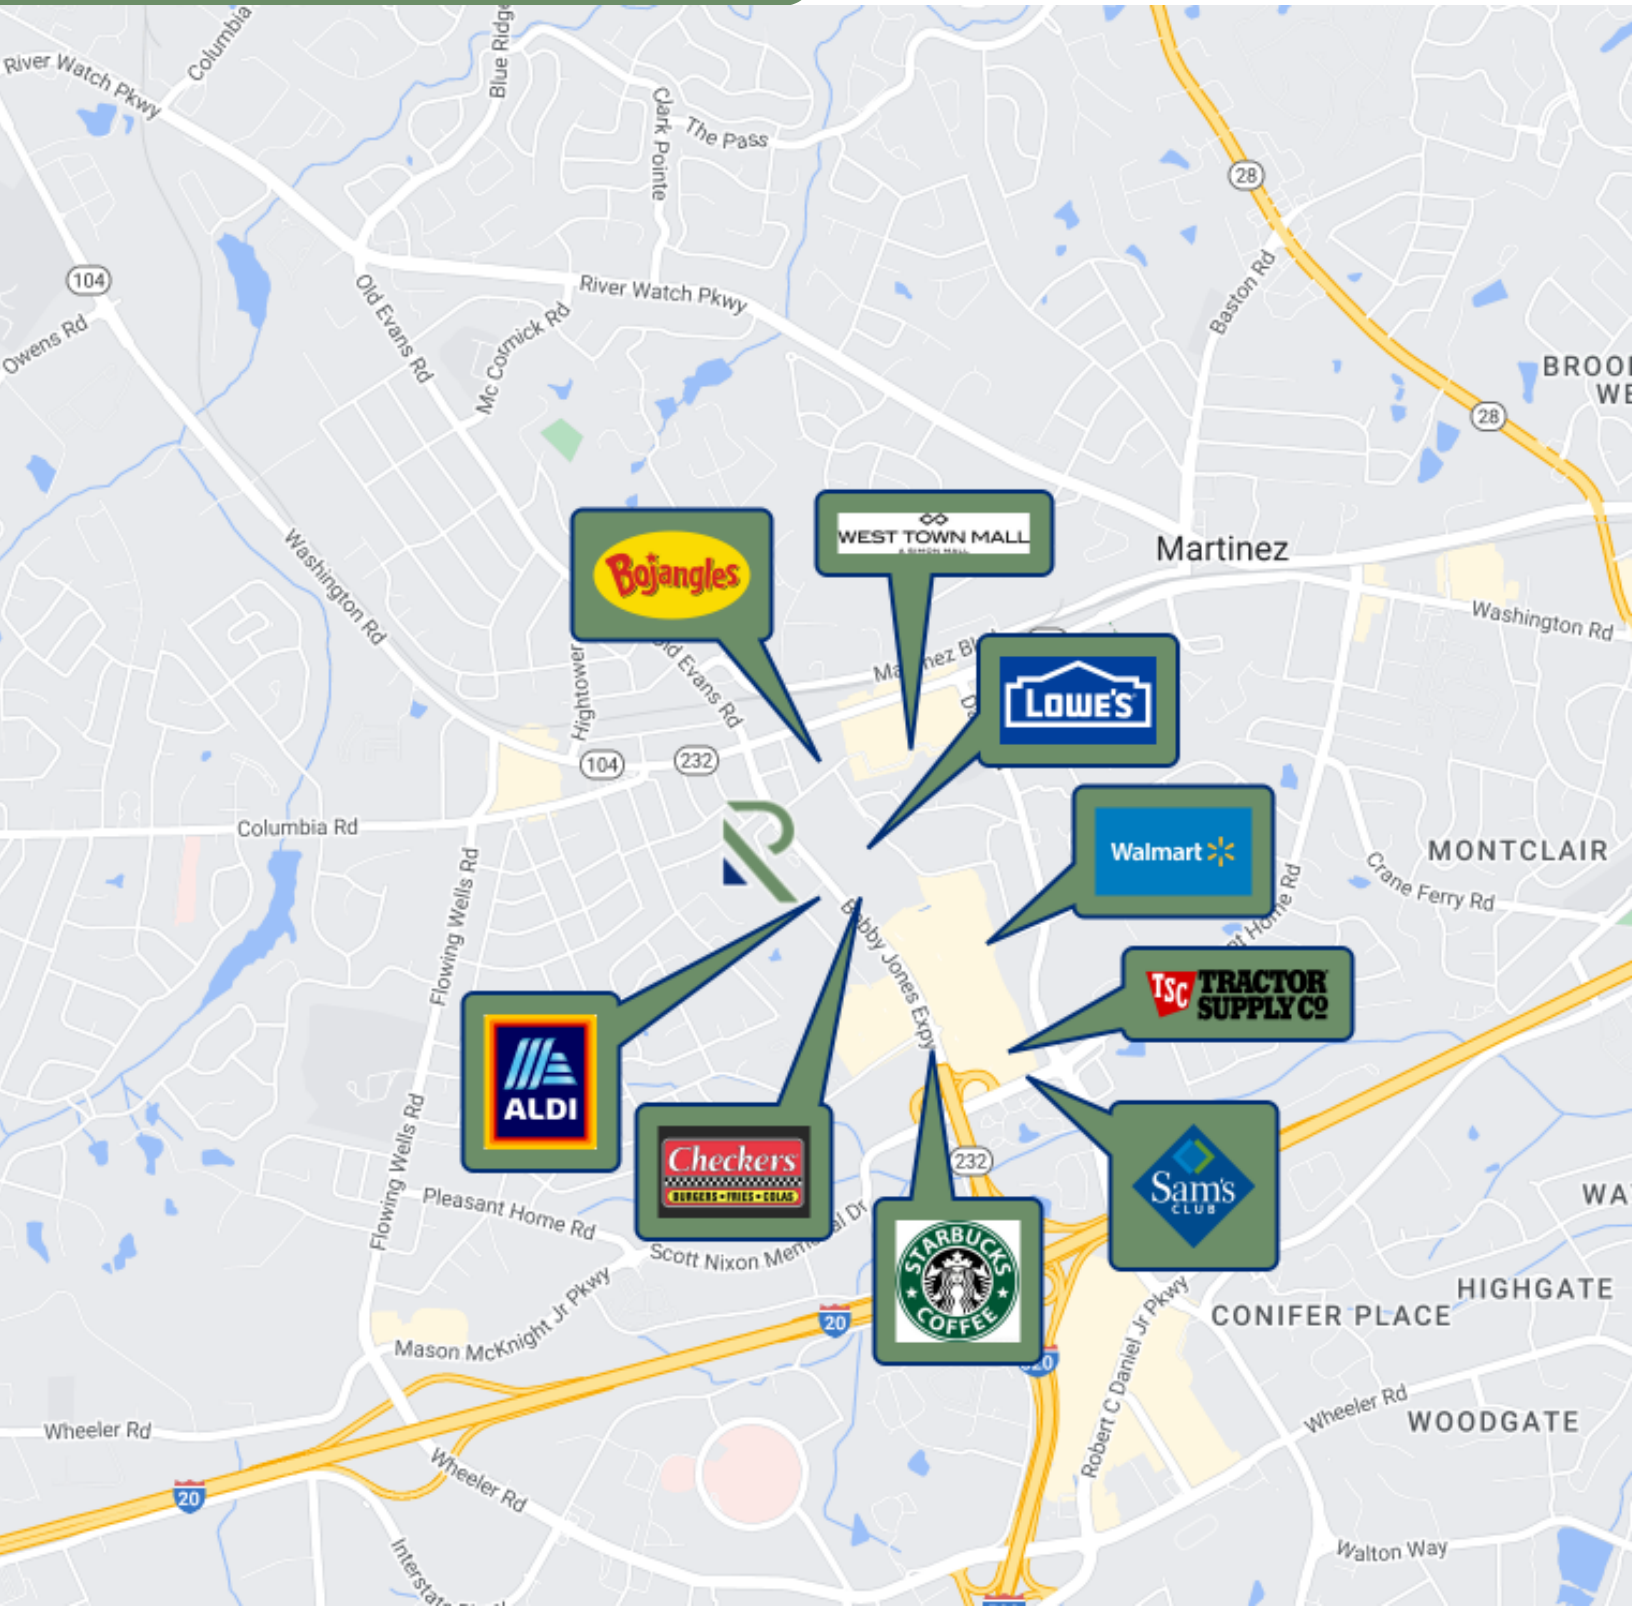 River Watch Pkwy
Columbia
Blue Ridge
Clark Pointe
The Pass
28
104
Owens Rd
Old Evans Rd
Mc Cormick Rd
River Watch Pkwy
Baston Rd
28
Washington Rd
Bojangles
WEST TOWN MALL
A SIMON MALL
Martinez
Washington Rd
Hightower
Old Evans Rd
LOWE'S
104
232
Columbia Rd
Walmart
MONTCLAIR
Crane Ferry Rd
Flowing Wells Rd
Bobby Jones Expy
TSC TRACTOR
SUPPLY CO
ALDI
Checkers
BURGERS • FRIES • COLAS
232
Sam's
CLUB
Flowing Wells Rd
Pleasant Home Rd
Scott Nixon
STARBUCKS
COFFEE
20
Mason McKnight Jr Pkwy
Robert C Daniel Jr Pkwy
CONIFER PLACE
HIGHGATE
Wheeler Rd
Wheeler Rd
WOODGATE
20
Wheeler Rd
Walton Way
Interstate